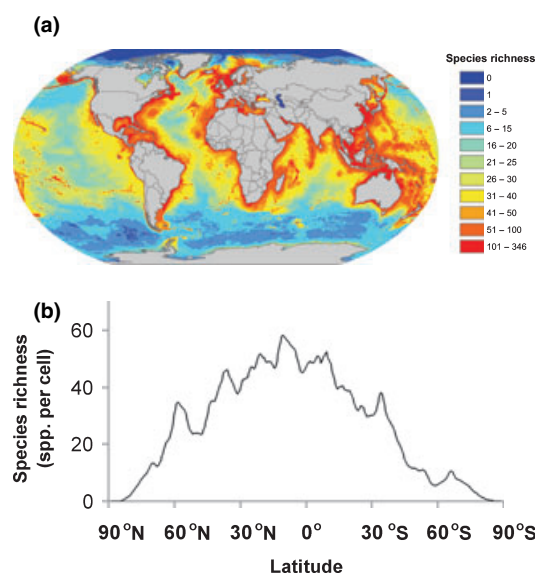 (a)
Species richness
0
1
2 – 5
6 – 15
16 – 20
21 – 25
26 – 30
31 – 40
41 – 50
51 – 100
101 – 346
(b)
Species richness
(spp. per cell)
60
40
20
0
90°N 60°N 30°N 0° 30°S 60°S 90°S
Latitude